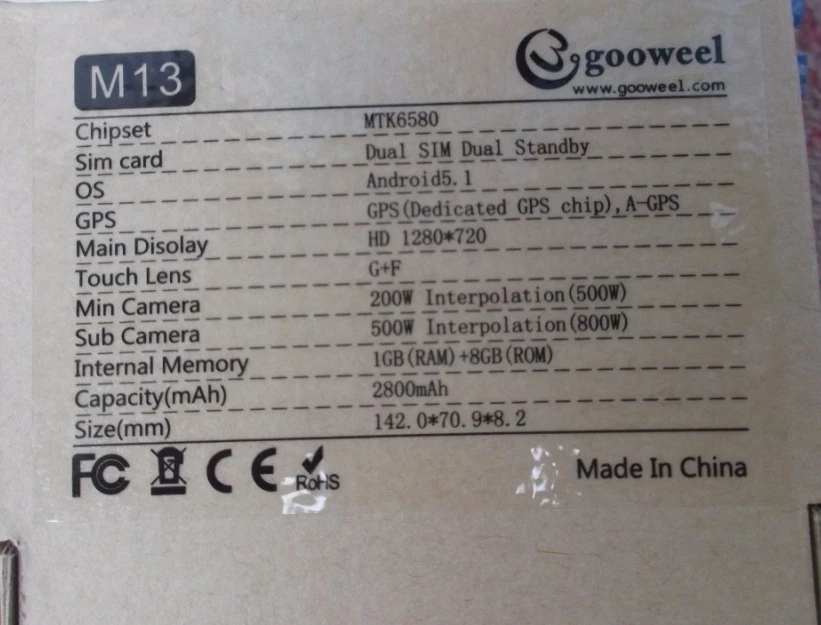 M13
gooweel
www.gooweel.com
Chipset MTK6580
Sim card Dual SIM Dual Standby
OS Android5.1
GPS GPS(Dedicated GPS chip),A-GPS
Main Disolay HD 1280*720
Touch Lens G+F
Min Camera 200W Interpolation(500W)
Sub Camera 500W Interpolation(800W)
Internal Memory 1GB(RAM)+8GB(ROM)
Capacity(mAh) 2800mAh
Size(mm) 142.0*70.9*8.2
FC CE RoHS Made In China